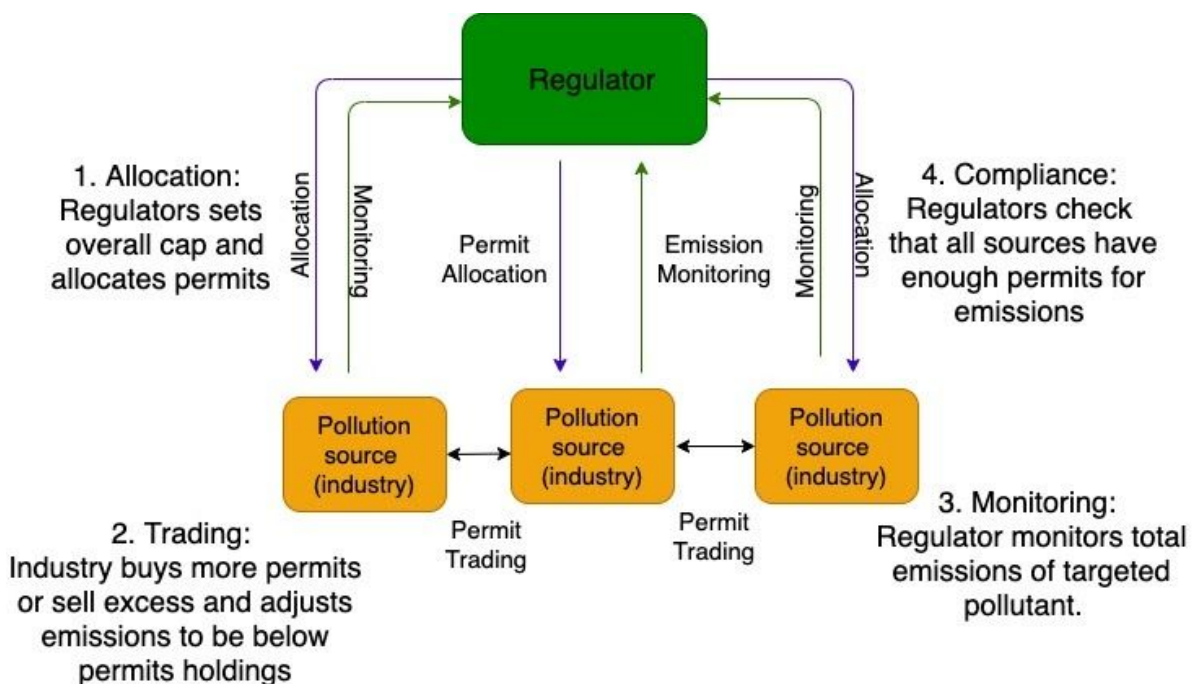 Regulator
1. Allocation:
Regulators sets
overall cap and
allocates permits
Allocation
Monitoring
Permit
Allocation
Emission
Monitoring
Monitoring
Allocation
4. Compliance:
Regulators check
that all sources have
enough permits for
emissions
Pollution
source
(industry)
Pollution
source
(industry)
Pollution
source
(industry)
Permit
Trading
Permit
Trading
2. Trading:
Industry buys more permits
or sell excess and adjusts
emissions to be below
permits holdings
3. Monitoring:
Regulator monitors total
emissions of targeted
pollutant.